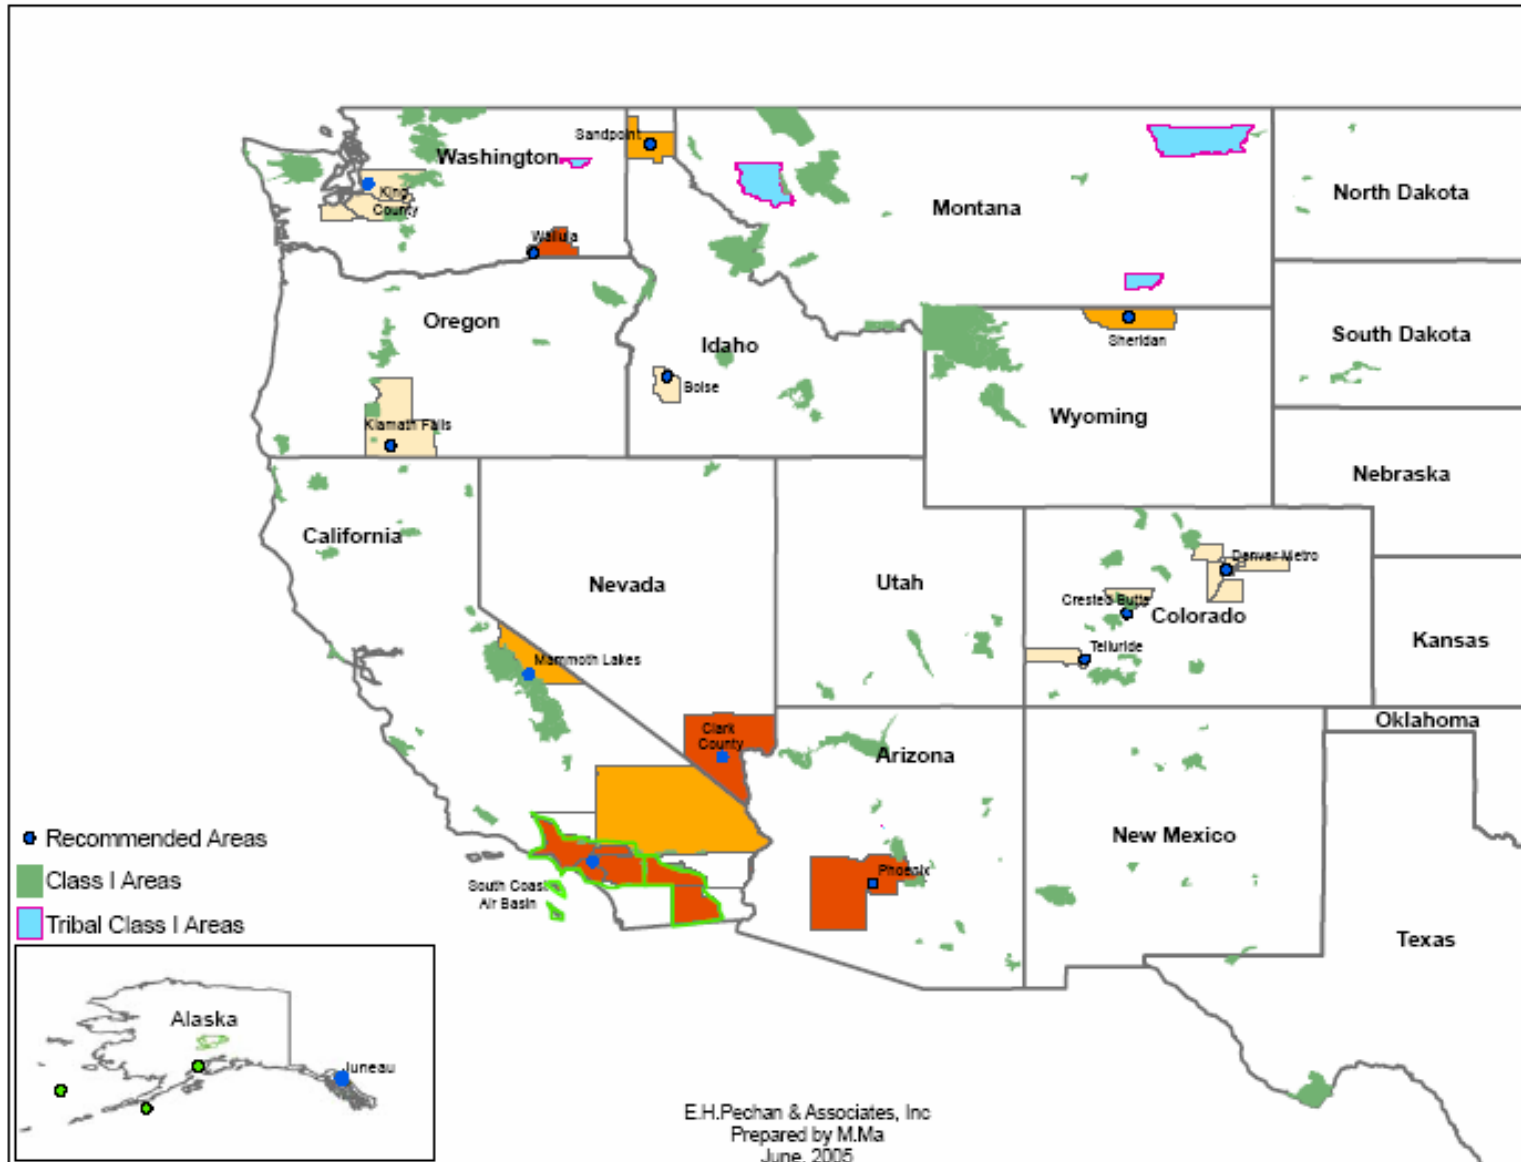 Sandpoint
Washington
King
County
Wallula
Montana
North Dakota
Oregon
Idaho
Boise
Sheridan
South Dakota
Wyoming
Klamath Falls
Nebraska
California
Nevada
Utah
Denver Metro
Crested Butte
Colorado
Telluride
Kansas
Mammoth Lakes
Clark
County
Arizona
Oklahoma
New Mexico
Phoenix
South Coast
Air Basin
Texas
Recommended Areas
Class I Areas
Tribal Class I Areas
Alaska
Juneau
E.H.Pechan & Associates, Inc
Prepared by M.Ma
June, 2005